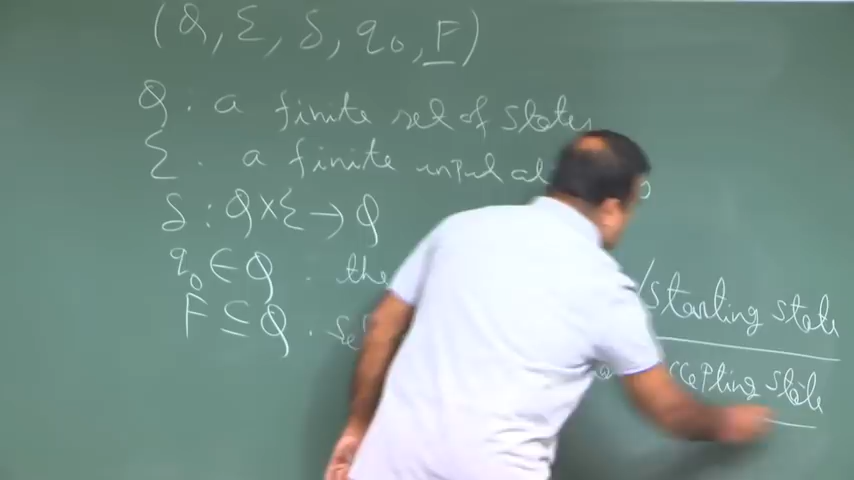 (Q, Σ, δ, q₀, F)
Q : a finite set of states
Σ . a finite input al
δ : Q × Σ → Q
q₀ ∈ Q . the /starting state
F ⊆ Q . se ccepting state